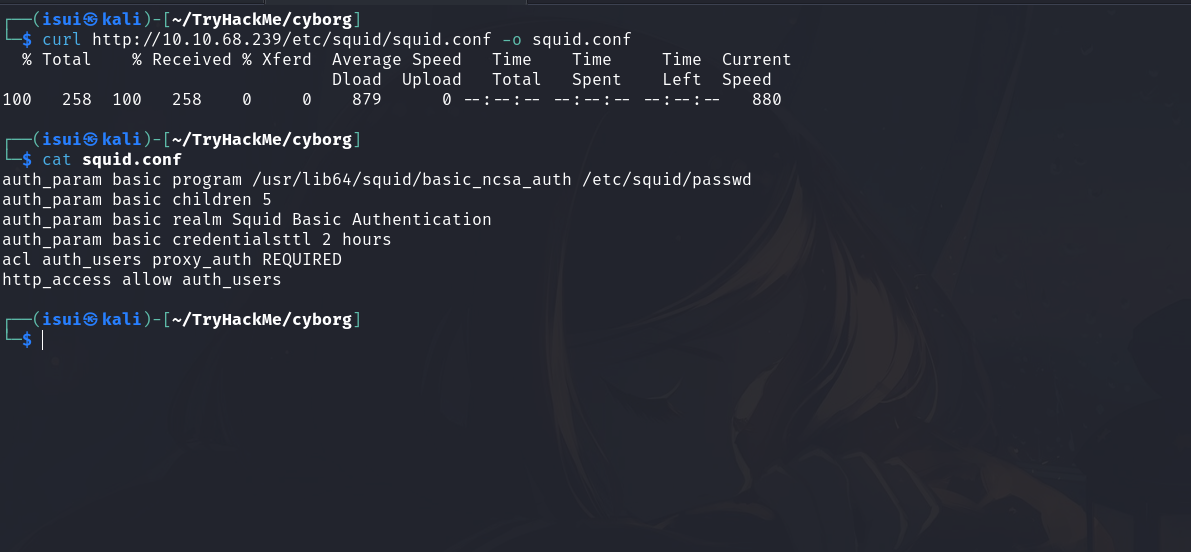 ┌──(isui㉿kali)-[~/TryHackMe/cyborg]
└─$ curl http://10.10.68.239/etc/squid/squid.conf -o squid.conf
  % Total    % Received % Xferd  Average Speed   Time    Time     Time  Current
                                 Dload  Upload   Total   Spent    Left  Speed
100   258  100   258    0     0    879      0 --:--:-- --:--:-- --:--:--   880
┌──(isui㉿kali)-[~/TryHackMe/cyborg]
└─$ cat squid.conf
auth_param basic program /usr/lib64/squid/basic_ncsa_auth /etc/squid/passwd
auth_param basic children 5
auth_param basic realm Squid Basic Authentication
auth_param basic credentialsttl 2 hours
acl auth_users proxy_auth REQUIRED
http_access allow auth_users
┌──(isui㉿kali)-[~/TryHackMe/cyborg]
└─$